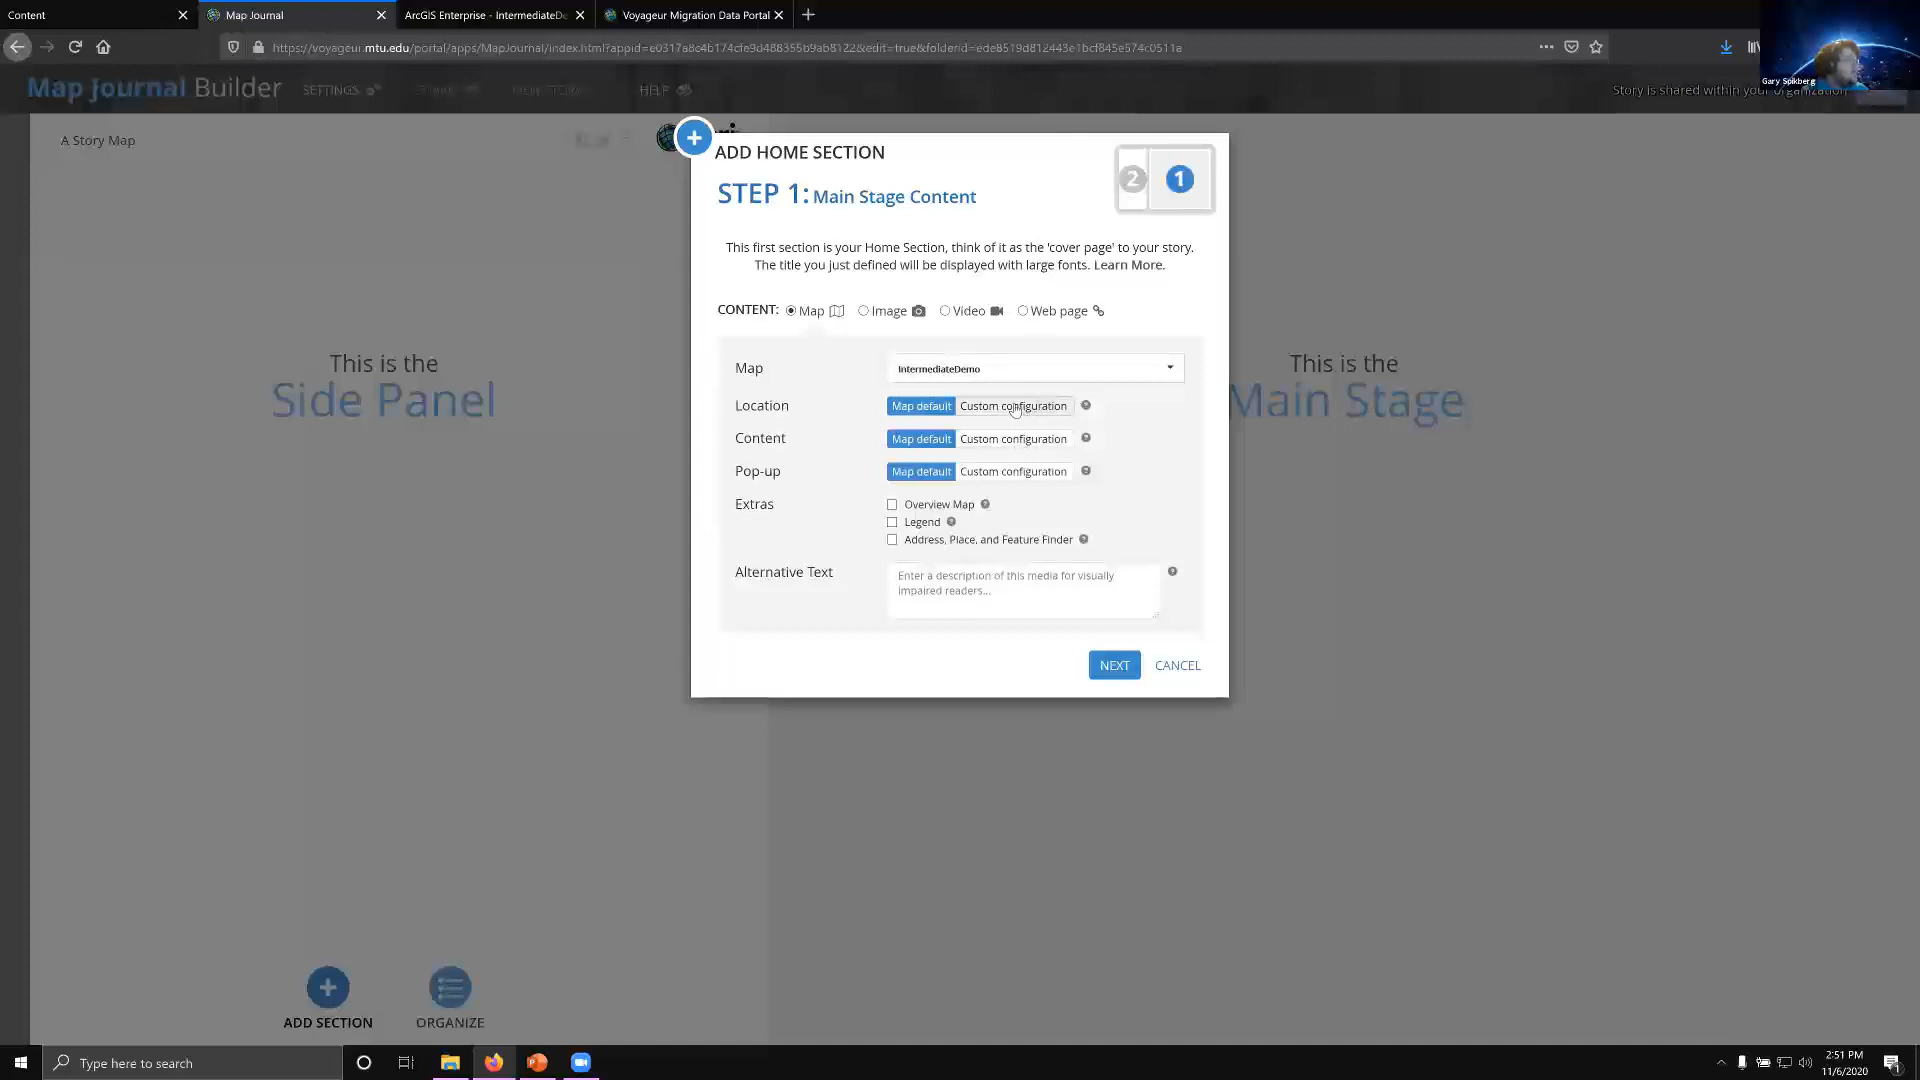 Content
Map Journal
ArcGIS Enterprise - IntermediateDe
Voyageur Migration Data Portal
https://voyageur.mtu.edu/portal/apps/MapJournal/index.html?appid=e0317a8c4b174cfe9d488355b9ab8122&edit=true&folderid=ede8519d812443e1bcf845e574c0511a
Gary Spikberg
Map Journal Builder
SETTINGS
HELP
Story is shared within your organization
A Story Map
ADD HOME SECTION
STEP 1: Main Stage Content
2
1
This first section is your Home Section, think of it as the 'cover page' to your story.
The title you just defined will be displayed with large fonts. Learn More.
CONTENT: Map Image Video Web page
Map
IntermediateDemo
Location
Map default Custom configuration
Content
Map default Custom configuration
Pop-up
Map default Custom configuration
Extras
Overview Map
Legend
Address, Place, and Feature Finder
Alternative Text
Enter a description of this media for visually
impaired readers...
NEXT
CANCEL
This is the
Side Panel
This is the
Main Stage
ADD SECTION
ORGANIZE
Type here to search
2:51 PM
11/6/2020
1